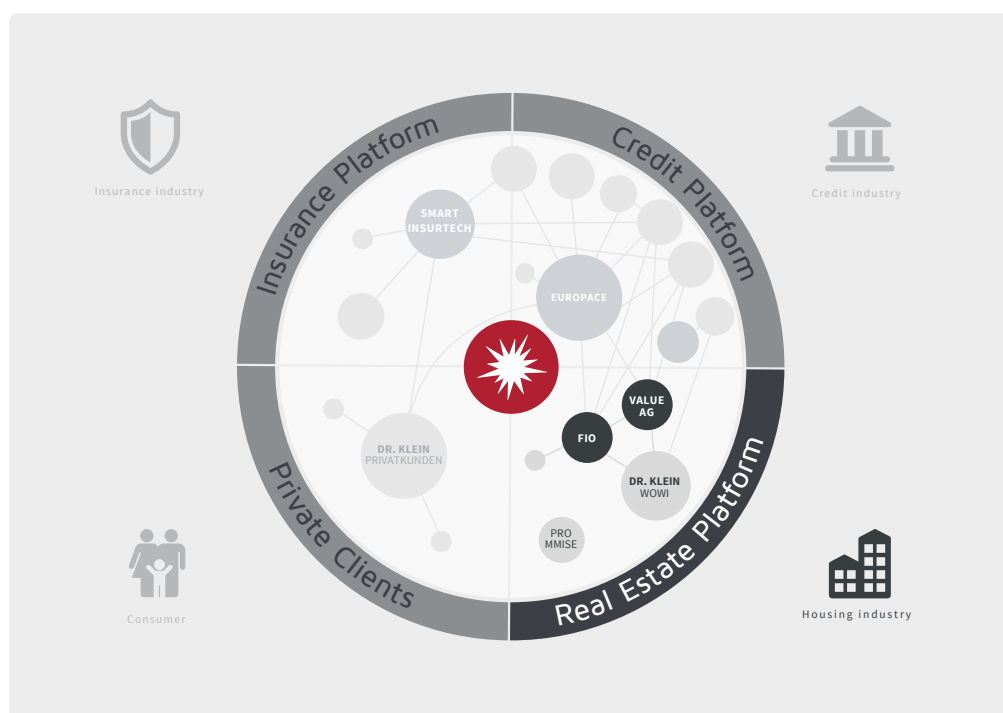 Insurance Platform
Credit Platform
Insurance industry
Credit industry
SMART
INSURTECH
EUROPACE
VALUE
AG
FIO
DR. KLEIN
PRIVATKUNDEN
DR. KLEIN
WOWI
PRO
MMISE
Private Clients
Real Estate Platform
Consumer
Housing industry